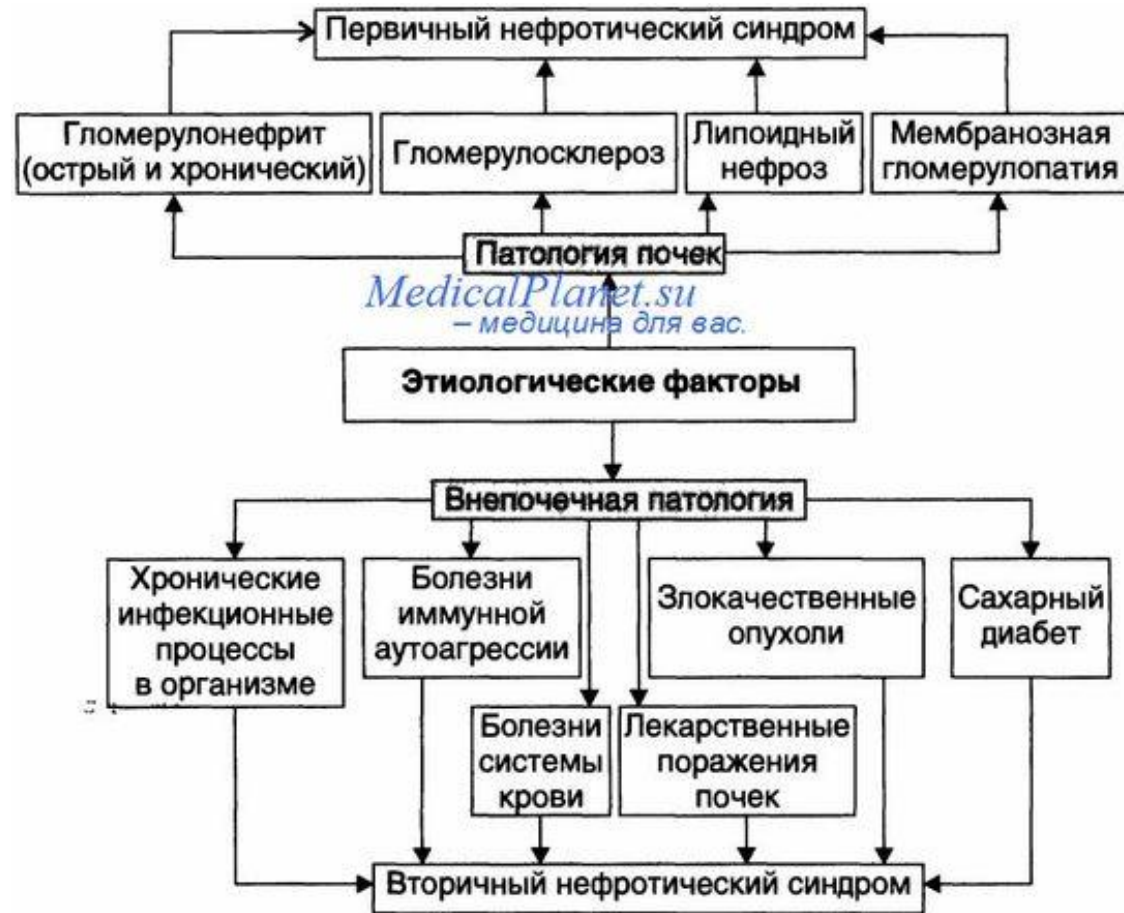 Первичный нефротический синдром
Гломерулонефрит
(острый и хронический)
Гломерулосклероз
Липоидный
нефроз
Мембранозная
гломерулопатия
Патология почек
MedicalPlanet.su
– медицина для вас.
Этиологические факторы
Внепочечная патология
Хронические
инфекционные
процессы
в организме
Болезни
иммунной
аутоагрессии
Злокачественные
опухоли
Сахарный
диабет
Болезни
системы
крови
Лекарственные
поражения
почек
Вторичный нефротический синдром